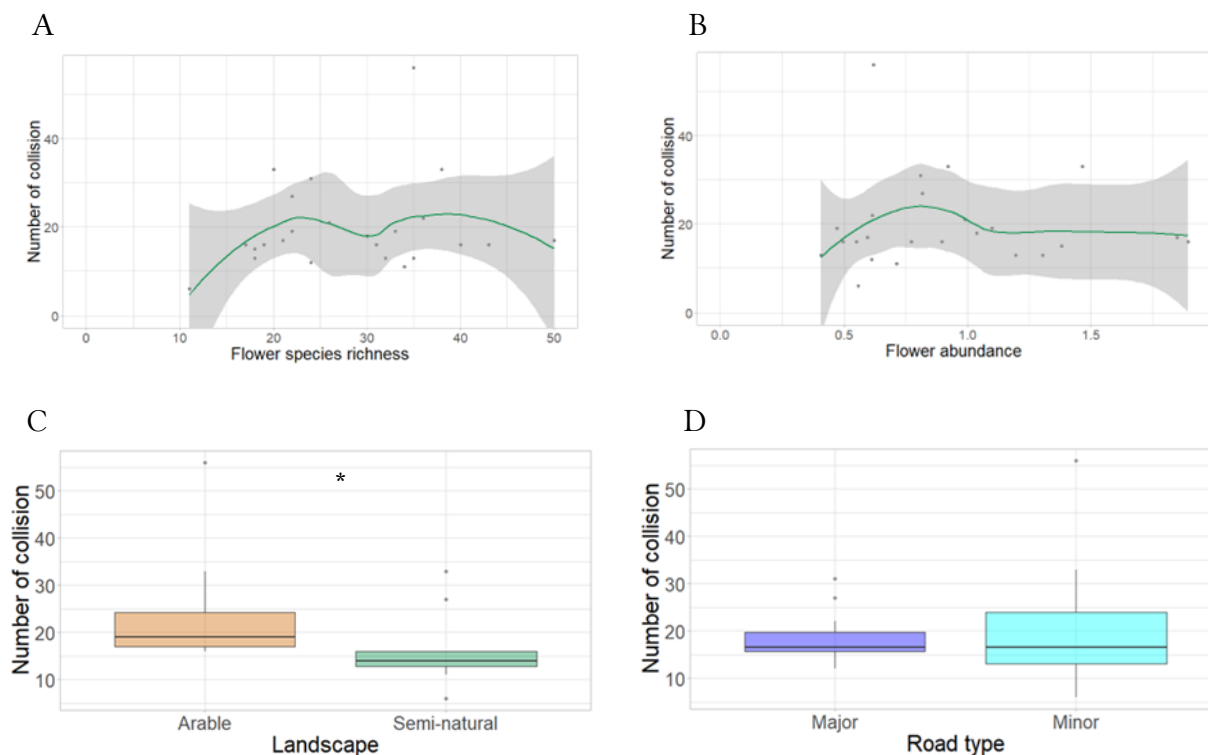 A
B
Number of collision
40
20
0
0
10
20
30
40
50
Flower species richness
Number of collision
40
20
0
0.0
0.5
1.0
1.5
Flower abundance
C
D
Number of collision
50
40
30
20
10
*
Arable
Semi-natural
Landscape
Number of collision
50
40
30
20
10
Major
Minor
Road type